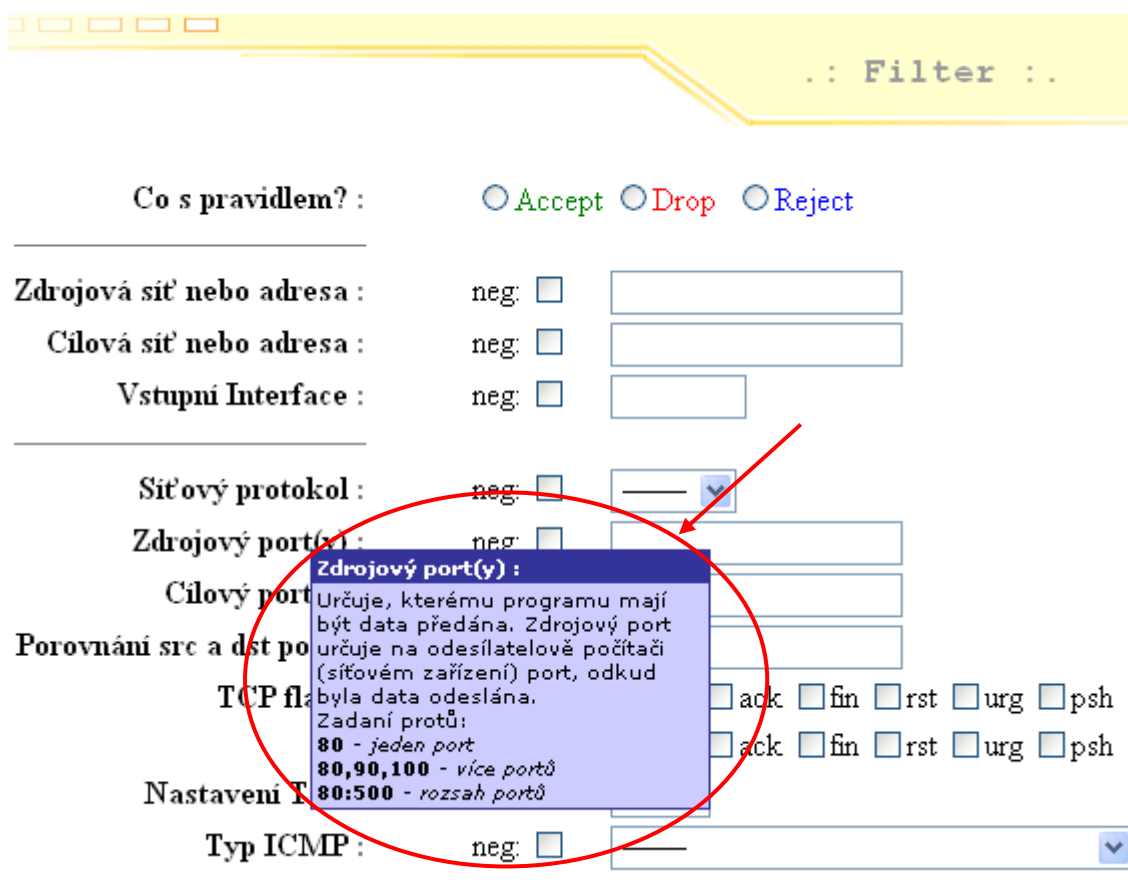 .: Filter :.
Co s pravidlem? : Accept Drop Reject
Zdrojová síť nebo adresa : neg:
Cílová síť nebo adresa : neg:
Vstupní Interface : neg:
Síťový protokol : neg:
Zdrojový port(y) : neg:
Zdrojový port(y) :
Cílový port
Určuje, kterému programu mají
být data předána. Zdrojový port
Porovnání src a dst po
určuje na odesílatelově počítači
(síťovém zařízení) port, odkud
TCP fla
byla data odeslána.
ack fin rst urg psh
Zadaní protů:
80 - jeden port
ack fin rst urg psh
80,90,100 - více portů
Nastavení T
80:500 - rozsah portů
Typ ICMP : neg: